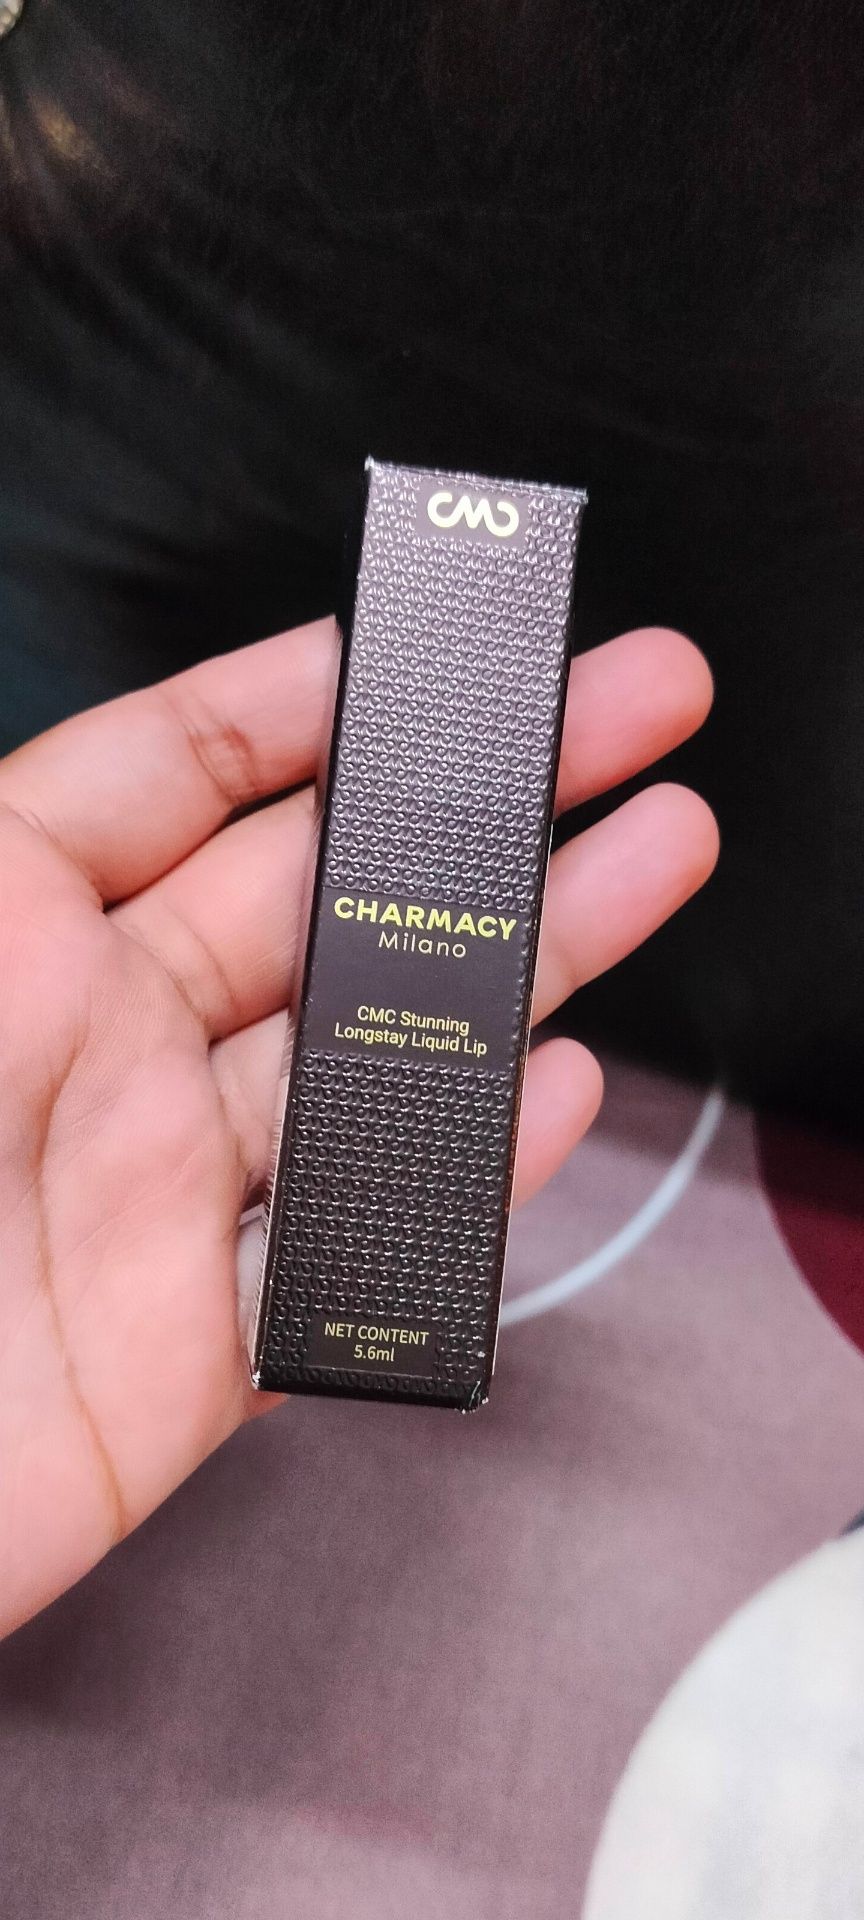 CMC
CHARMACY
Milano
CMC Stunning
Longstay Liquid Lip
NET CONTENT
5.6ml